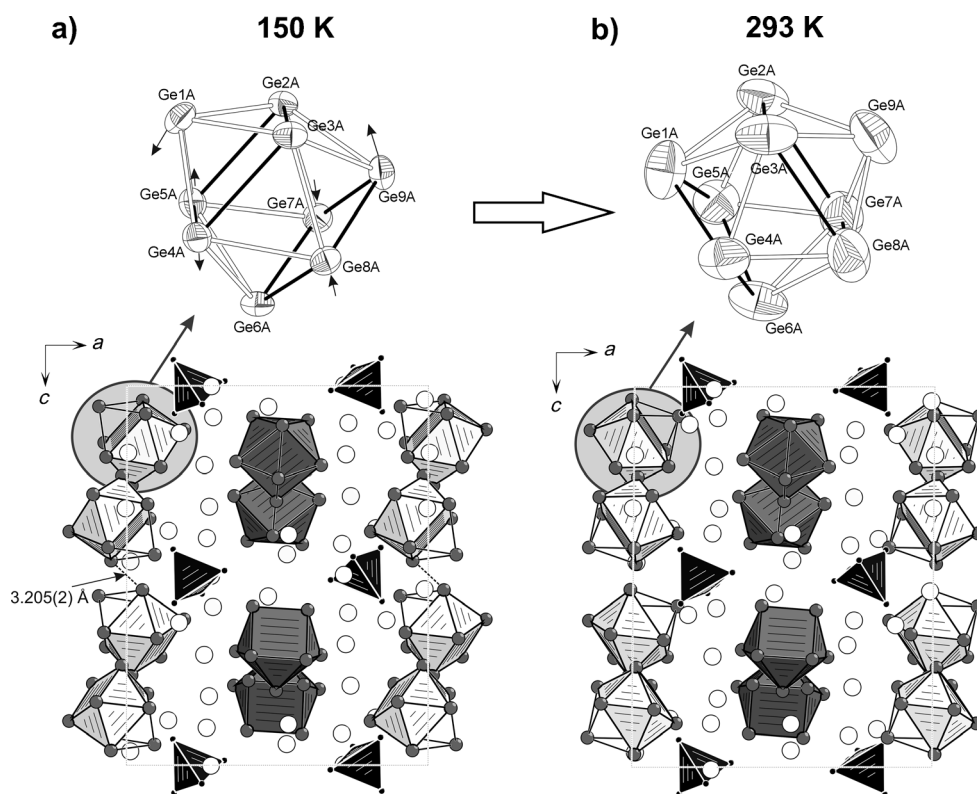 a)
150 K
b)
293 K
Ge1A
Ge2A
Ge3A
Ge5A
Ge7A
Ge9A
Ge4A
Ge8A
Ge6A
Ge2A
Ge9A
Ge1A
Ge3A
Ge5A
Ge7A
Ge4A
Ge8A
Ge6A
a
c
3.205(2) Å
a
c